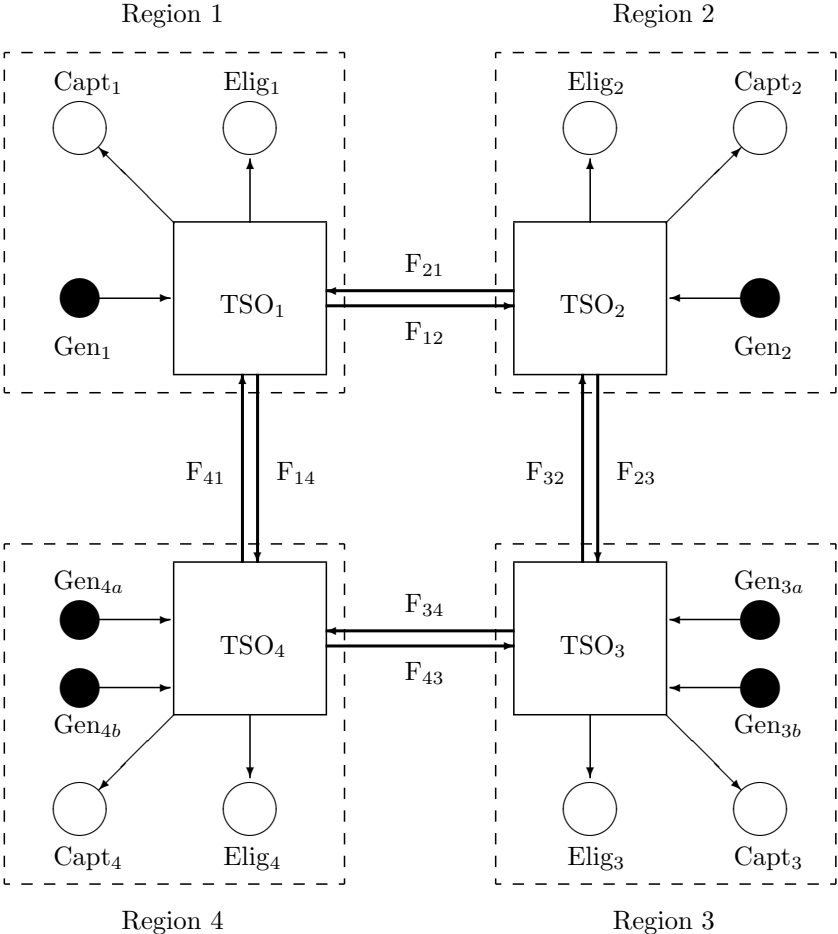 Region 1
Region 2
Capt₁
Elig₁
Elig₂
Capt₂
F₂₁
TSO₁
TSO₂
F₁₂
Gen₁
Gen₂
F₄₁
F₁₄
F₃₂
F₂₃
Gen₄ₐ
Gen₃ₐ
F₃₄
TSO₄
TSO₃
F₄₃
Gen₄b
Gen₃b
Capt₄
Elig₄
Elig₃
Capt₃
Region 4
Region 3